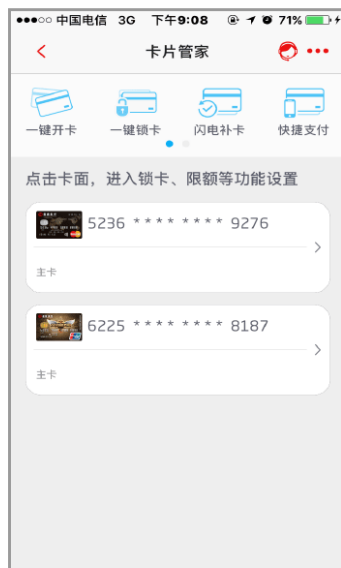 中国电信 3G 下午9:08 71%
卡片管家
一键开卡 一键锁卡 闪电补卡 快捷支付
点击卡面，进入锁卡、限额等功能设置
5236 **** **** 9276
主卡
6225 **** **** 8187
主卡